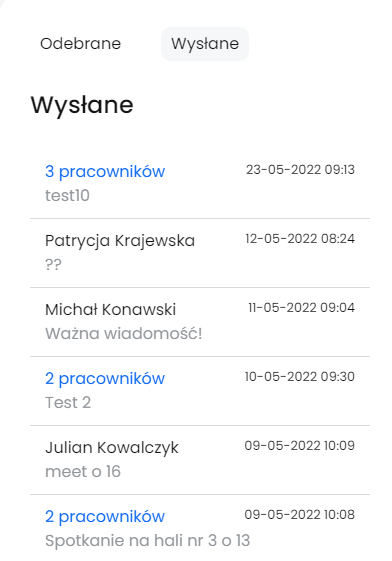 Odebrane Wysłane
Wysłane
3 pracowników 23-05-2022 09:13
test10
Patrycja Krajewska 12-05-2022 08:24
??
Michał Konawski 11-05-2022 09:04
Ważna wiadomość!
2 pracowników 10-05-2022 09:30
Test 2
Julian Kowalczyk 09-05-2022 10:09
meet o 16
2 pracowników 09-05-2022 10:08
Spotkanie na hali nr 3 o 13